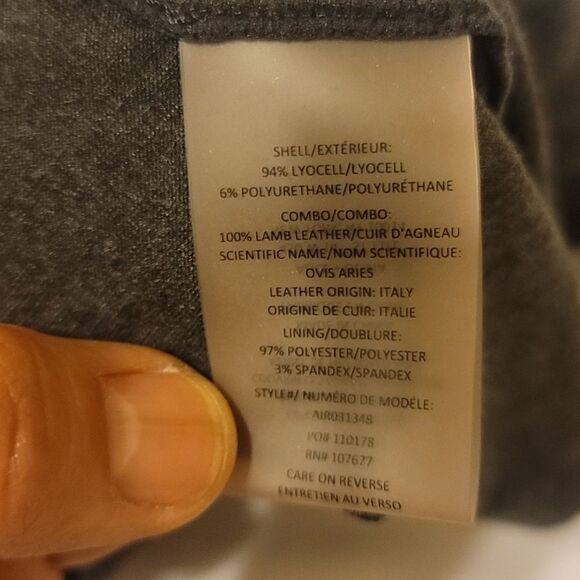 SHELL/EXTÉRIEUR:
94% LYOCELL/LYOCELL
6% POLYURETHANE/POLYURÉTHANE
COMBO/COMBO:
100% LAMB LEATHER/CUIR D'AGNEAU
SCIENTIFIC NAME/NOM SCIENTIFIQUE:
OVIS ARIES
LEATHER ORIGIN: ITALY
ORIGINE DE CUIR: ITALIE
LINING/DOUBLURE:
97% POLYESTER/POLYESTER
3% SPANDEX/SPANDEX
STYLE#/ NUMÉRO DE MODÈLE:
AIR031348
PO# 110178
RN# 107627
CARE ON REVERSE
ENTRETIEN AU VERSO